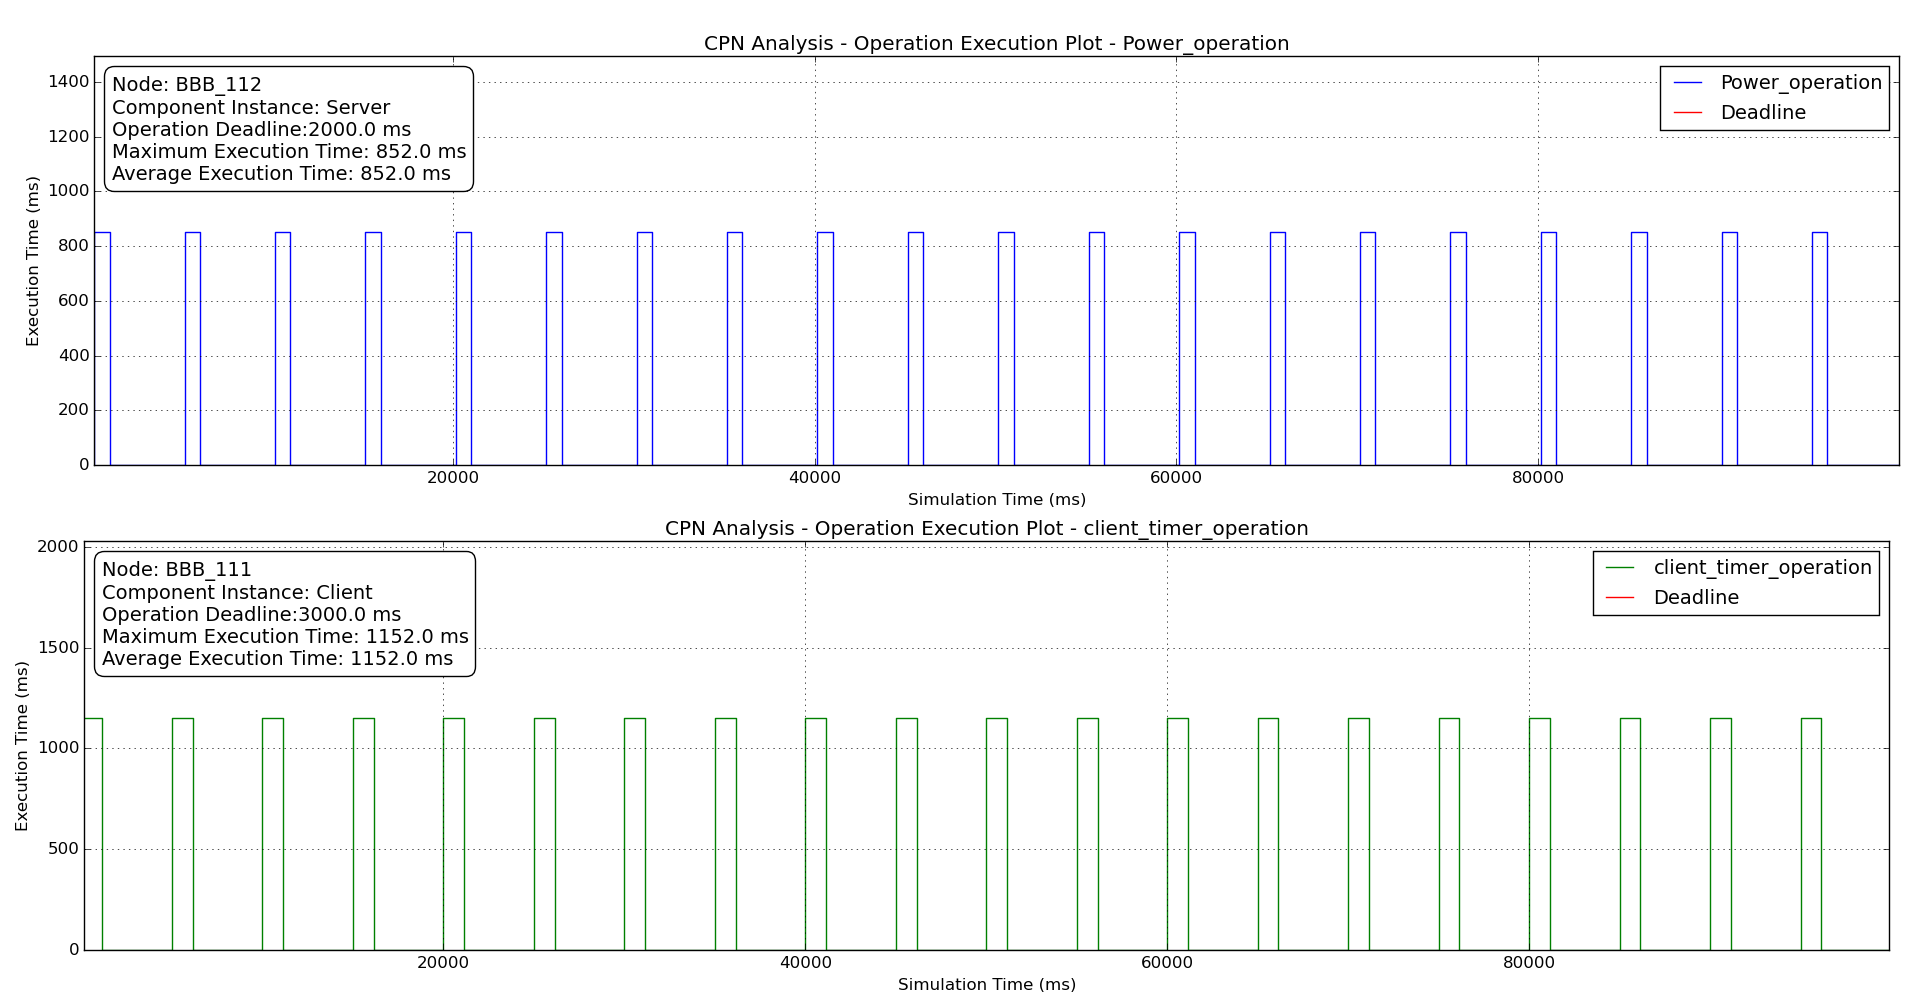 CPN Analysis - Operation Execution Plot - Power_operation
1400
1200
1000
800
600
400
200
0
Execution Time (ms)
Node: BBB_112
Component Instance: Server
Operation Deadline:2000.0 ms
Maximum Execution Time: 852.0 ms
Average Execution Time: 852.0 ms
Power_operation
Deadline
20000 40000 60000 80000
Simulation Time (ms)
CPN Analysis - Operation Execution Plot - client_timer_operation
2000
1500
1000
500
0
Execution Time (ms)
Node: BBB_111
Component Instance: Client
Operation Deadline:3000.0 ms
Maximum Execution Time: 1152.0 ms
Average Execution Time: 1152.0 ms
client_timer_operation
Deadline
20000 40000 60000 80000
Simulation Time (ms)